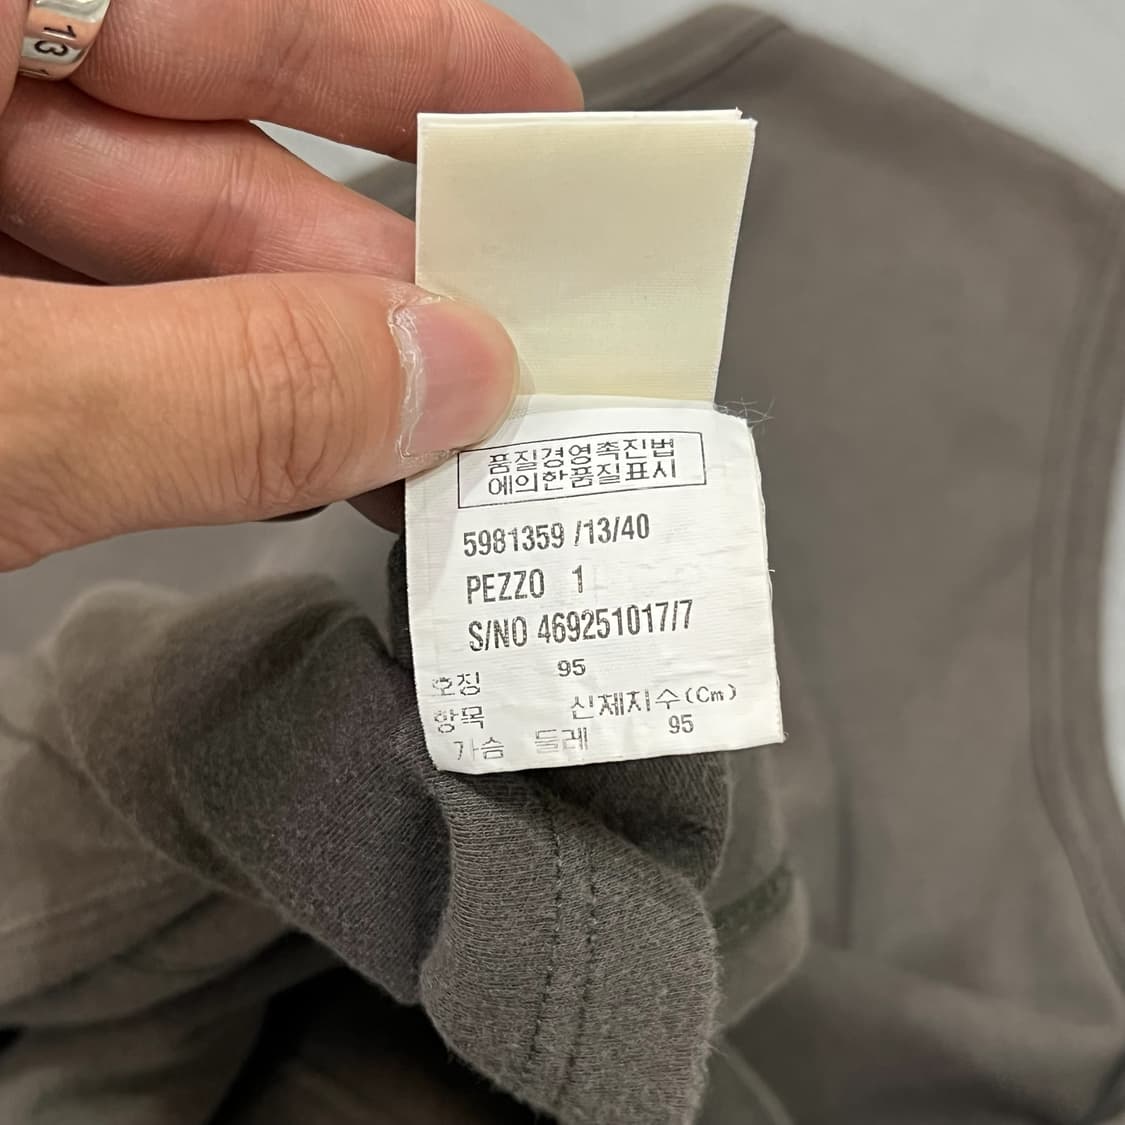 13
품질경영촉진법
에의한품질표시
5981359 /13/40
PEZZO 1
S/NO 469251017/7
호칭 95
항목 신체치수(Cm)
가슴 둘레 95